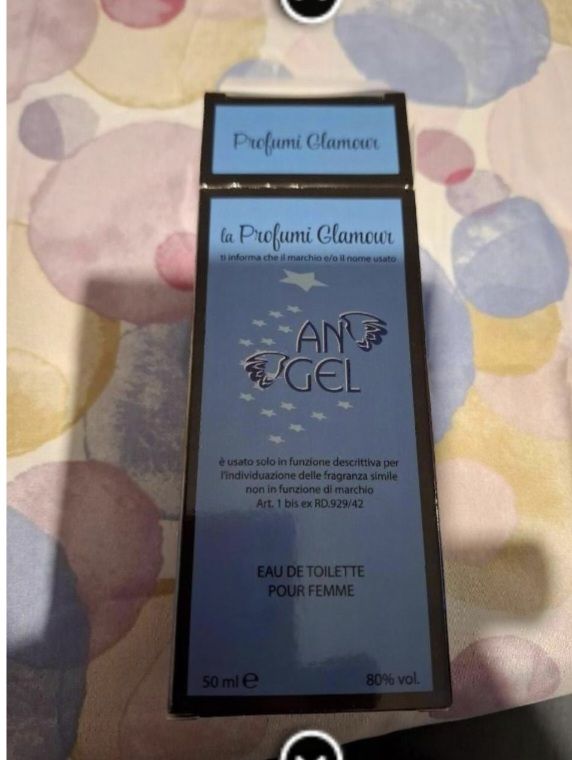 Profumi Glamour
la Profumi Glamour
ti informa che il marchio e/o il nome usato
AN
GEL
è usato solo in funzione descrittiva per
l'individuazione delle fragranza simile
non in funzione di marchio
Art. 1 bis ex RD.929/42
EAU DE TOILETTE
POUR FEMME
50 ml ℮ 80% vol.